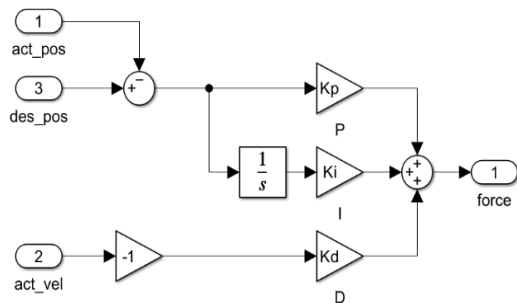 1
act_pos
3
des_pos
+
−
Kp
P
1
s
Ki
I
+
+
+
1
force
2
act_vel
-1
Kd
D